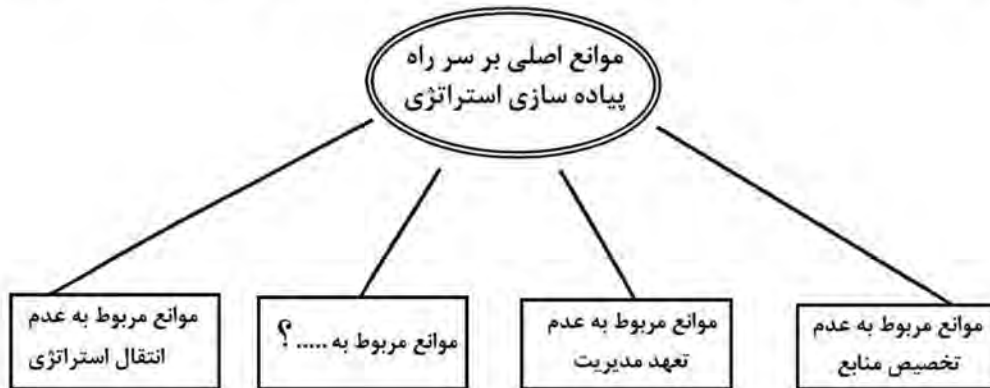 موانع اصلی بر سر راه
پیاده سازی استراتژی
موانع مربوط به عدم
تخصیص منابع
موانع مربوط به عدم
تعهد مدیریت
موانع مربوط به ..... ؟
موانع مربوط به عدم
انتقال استراتژی